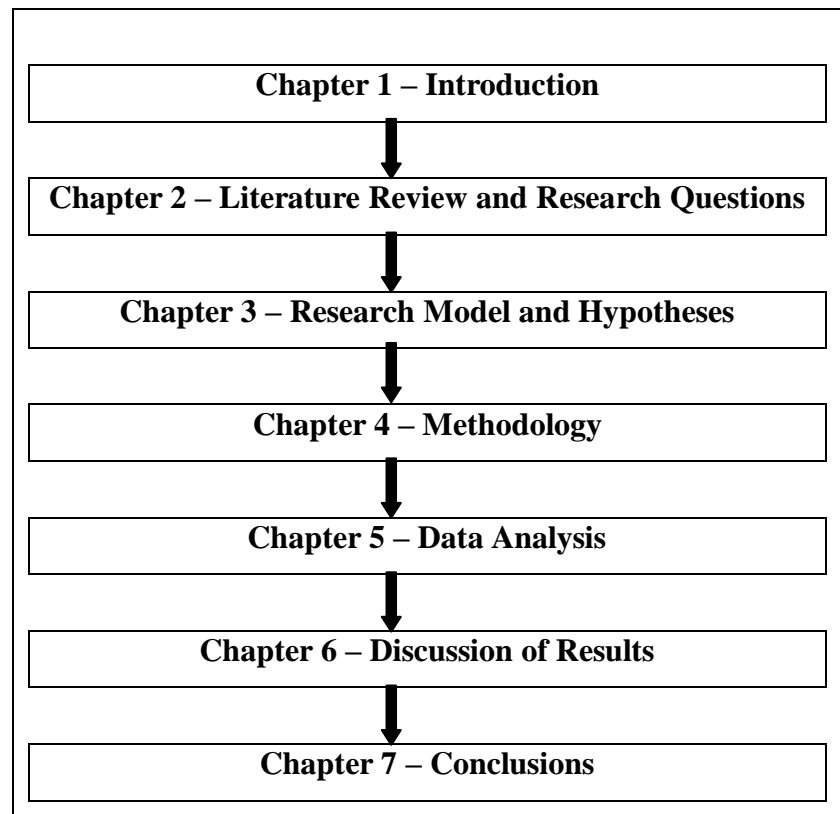 Chapter 1 – Introduction
Chapter 2 – Literature Review and Research Questions
Chapter 3 – Research Model and Hypotheses
Chapter 4 – Methodology
Chapter 5 – Data Analysis
Chapter 6 – Discussion of Results
Chapter 7 – Conclusions